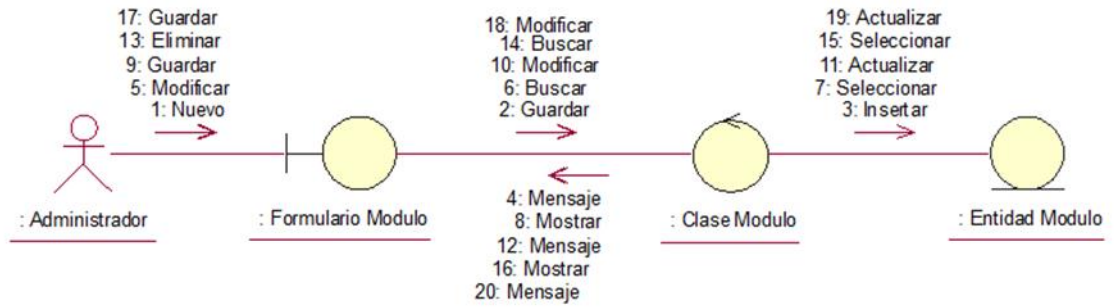 17: Guardar
13: Eliminar
9: Guardar
5: Modificar
1: Nuevo
18: Modificar
14: Buscar
10: Modificar
6: Buscar
2: Guardar
19: Actualizar
15: Seleccionar
11: Actualizar
7: Seleccionar
3: Insertar
4: Mensaje
8: Mostrar
12: Mensaje
16: Mostrar
20: Mensaje
: Administrador
: Formulario Modulo
: Clase Modulo
: Entidad Modulo